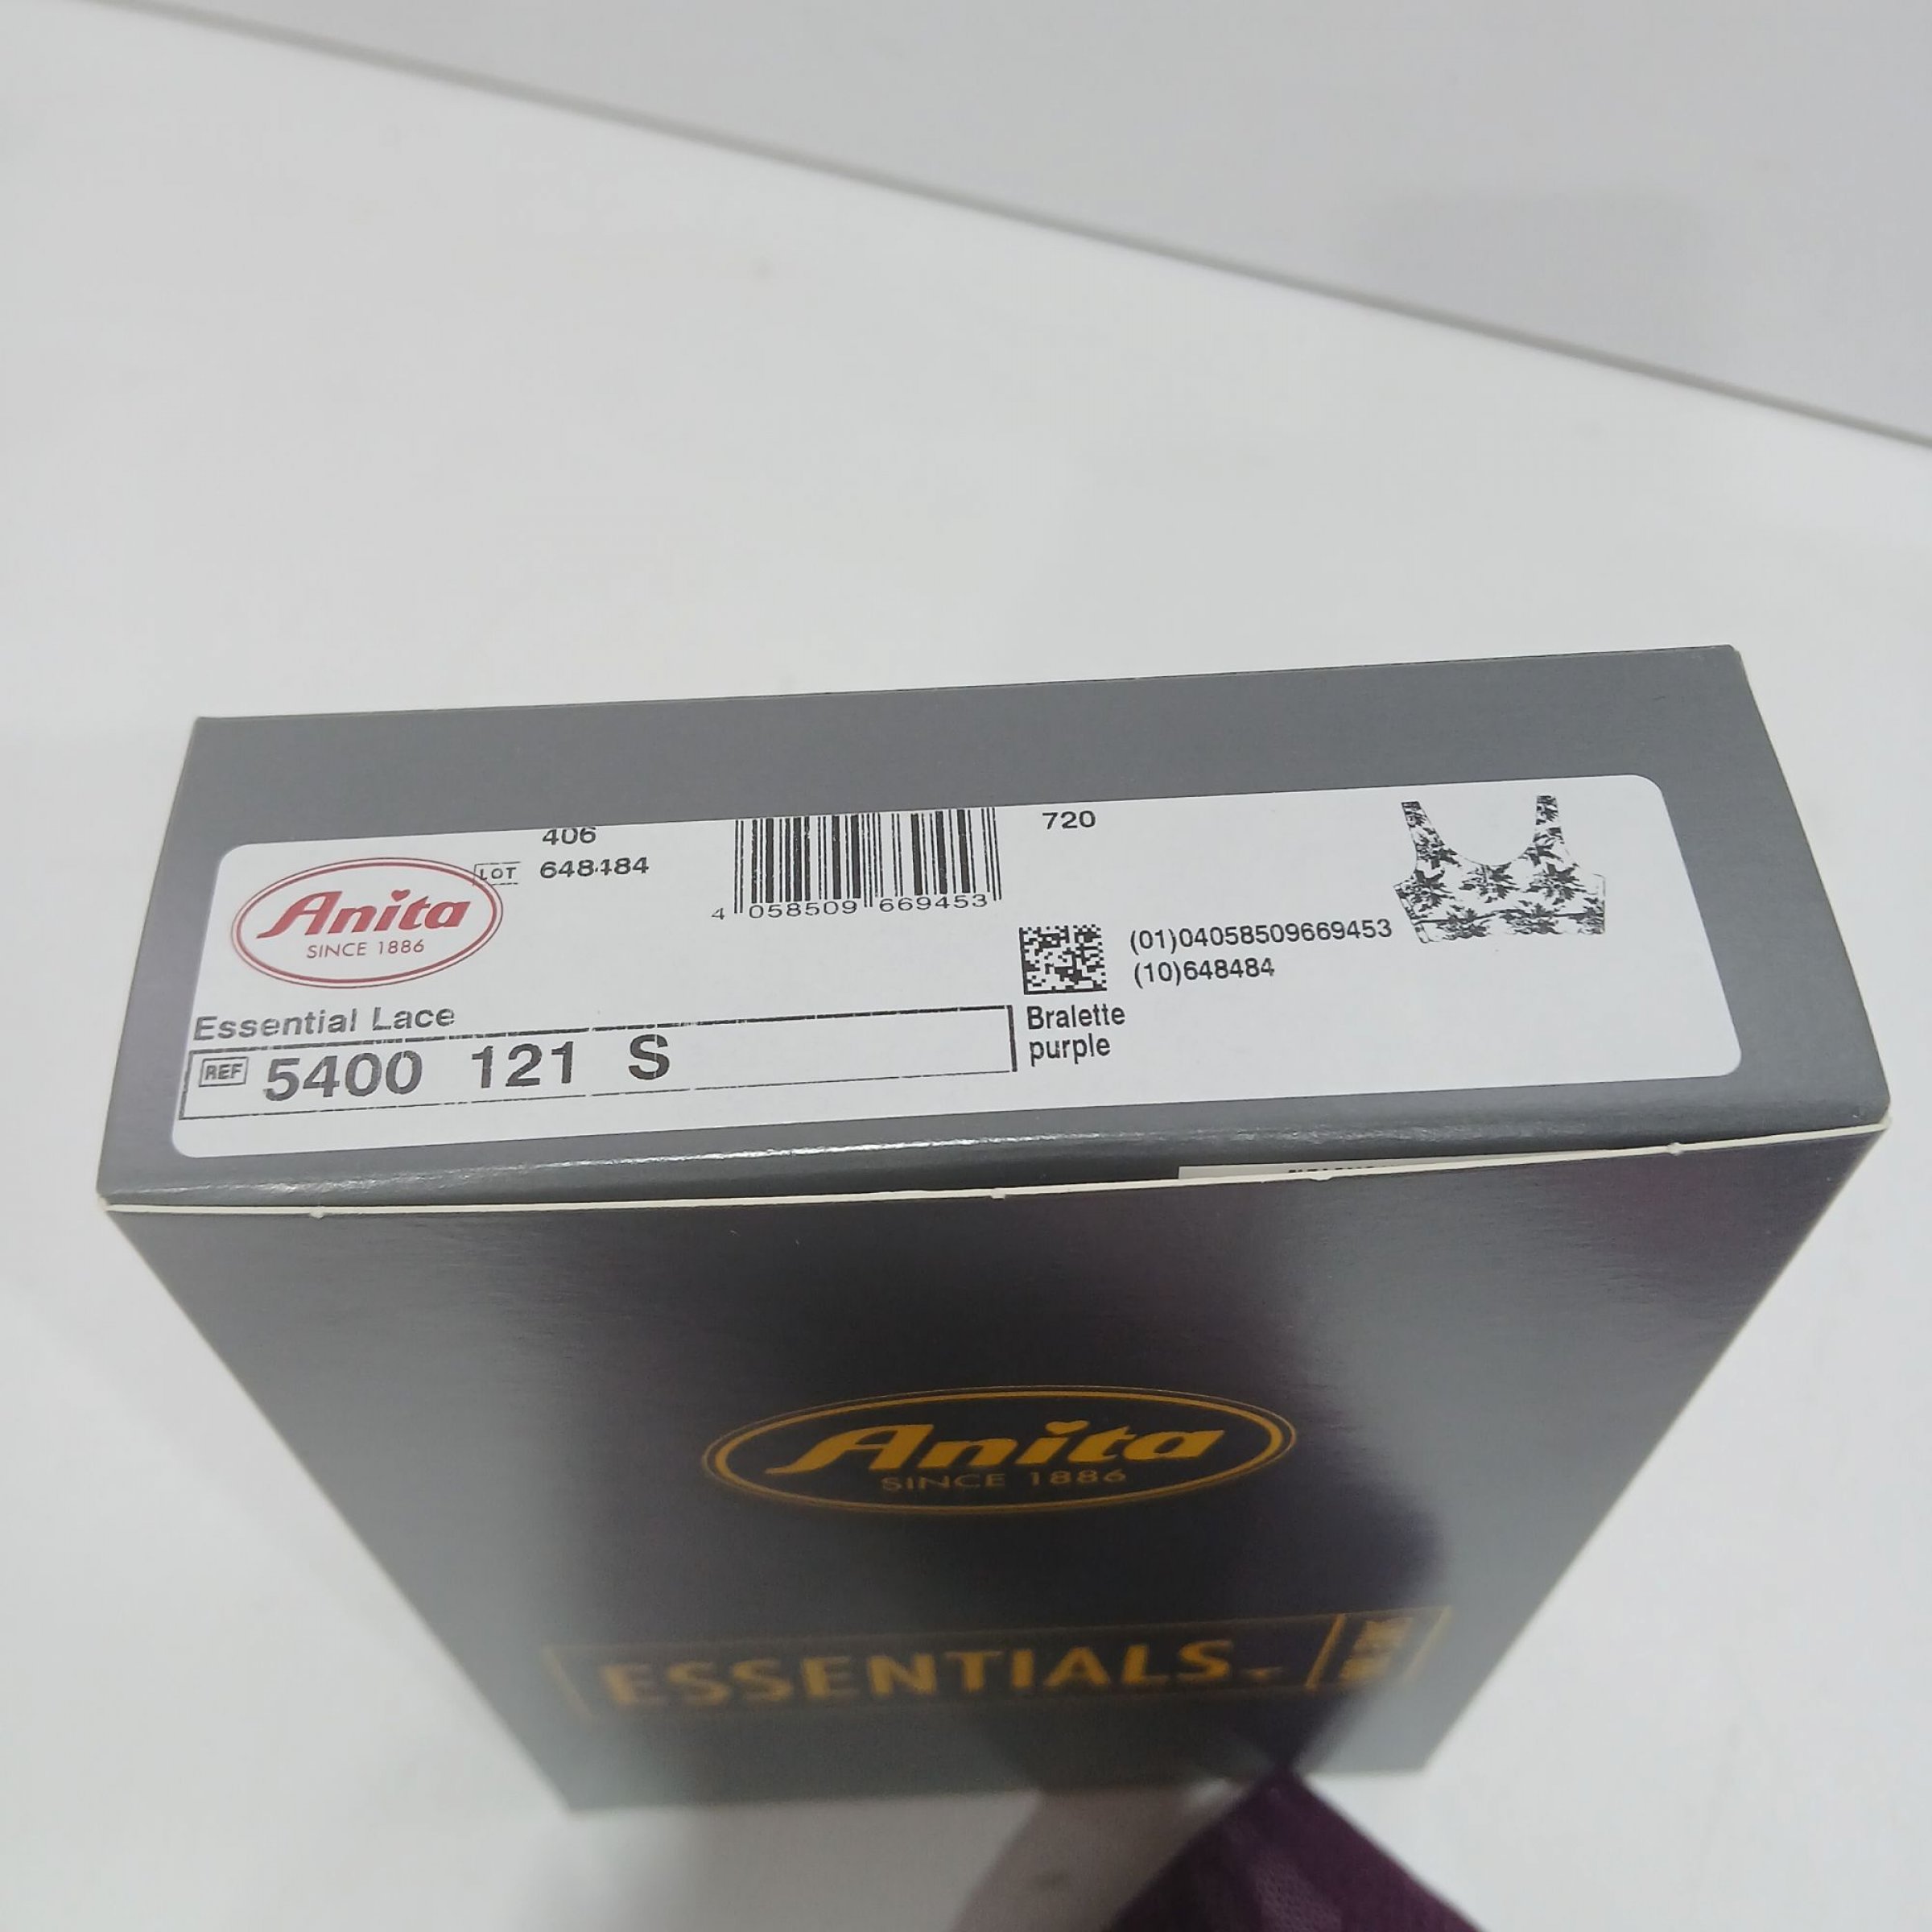 406
720
LOT 648484
4 058509 669453
Anita
SINCE 1886
(01)04058509669453
(10)648484
Essential Lace
Bralette
purple
REF 5400 121 S
Anita
SINCE 1886
ESSENTIALS